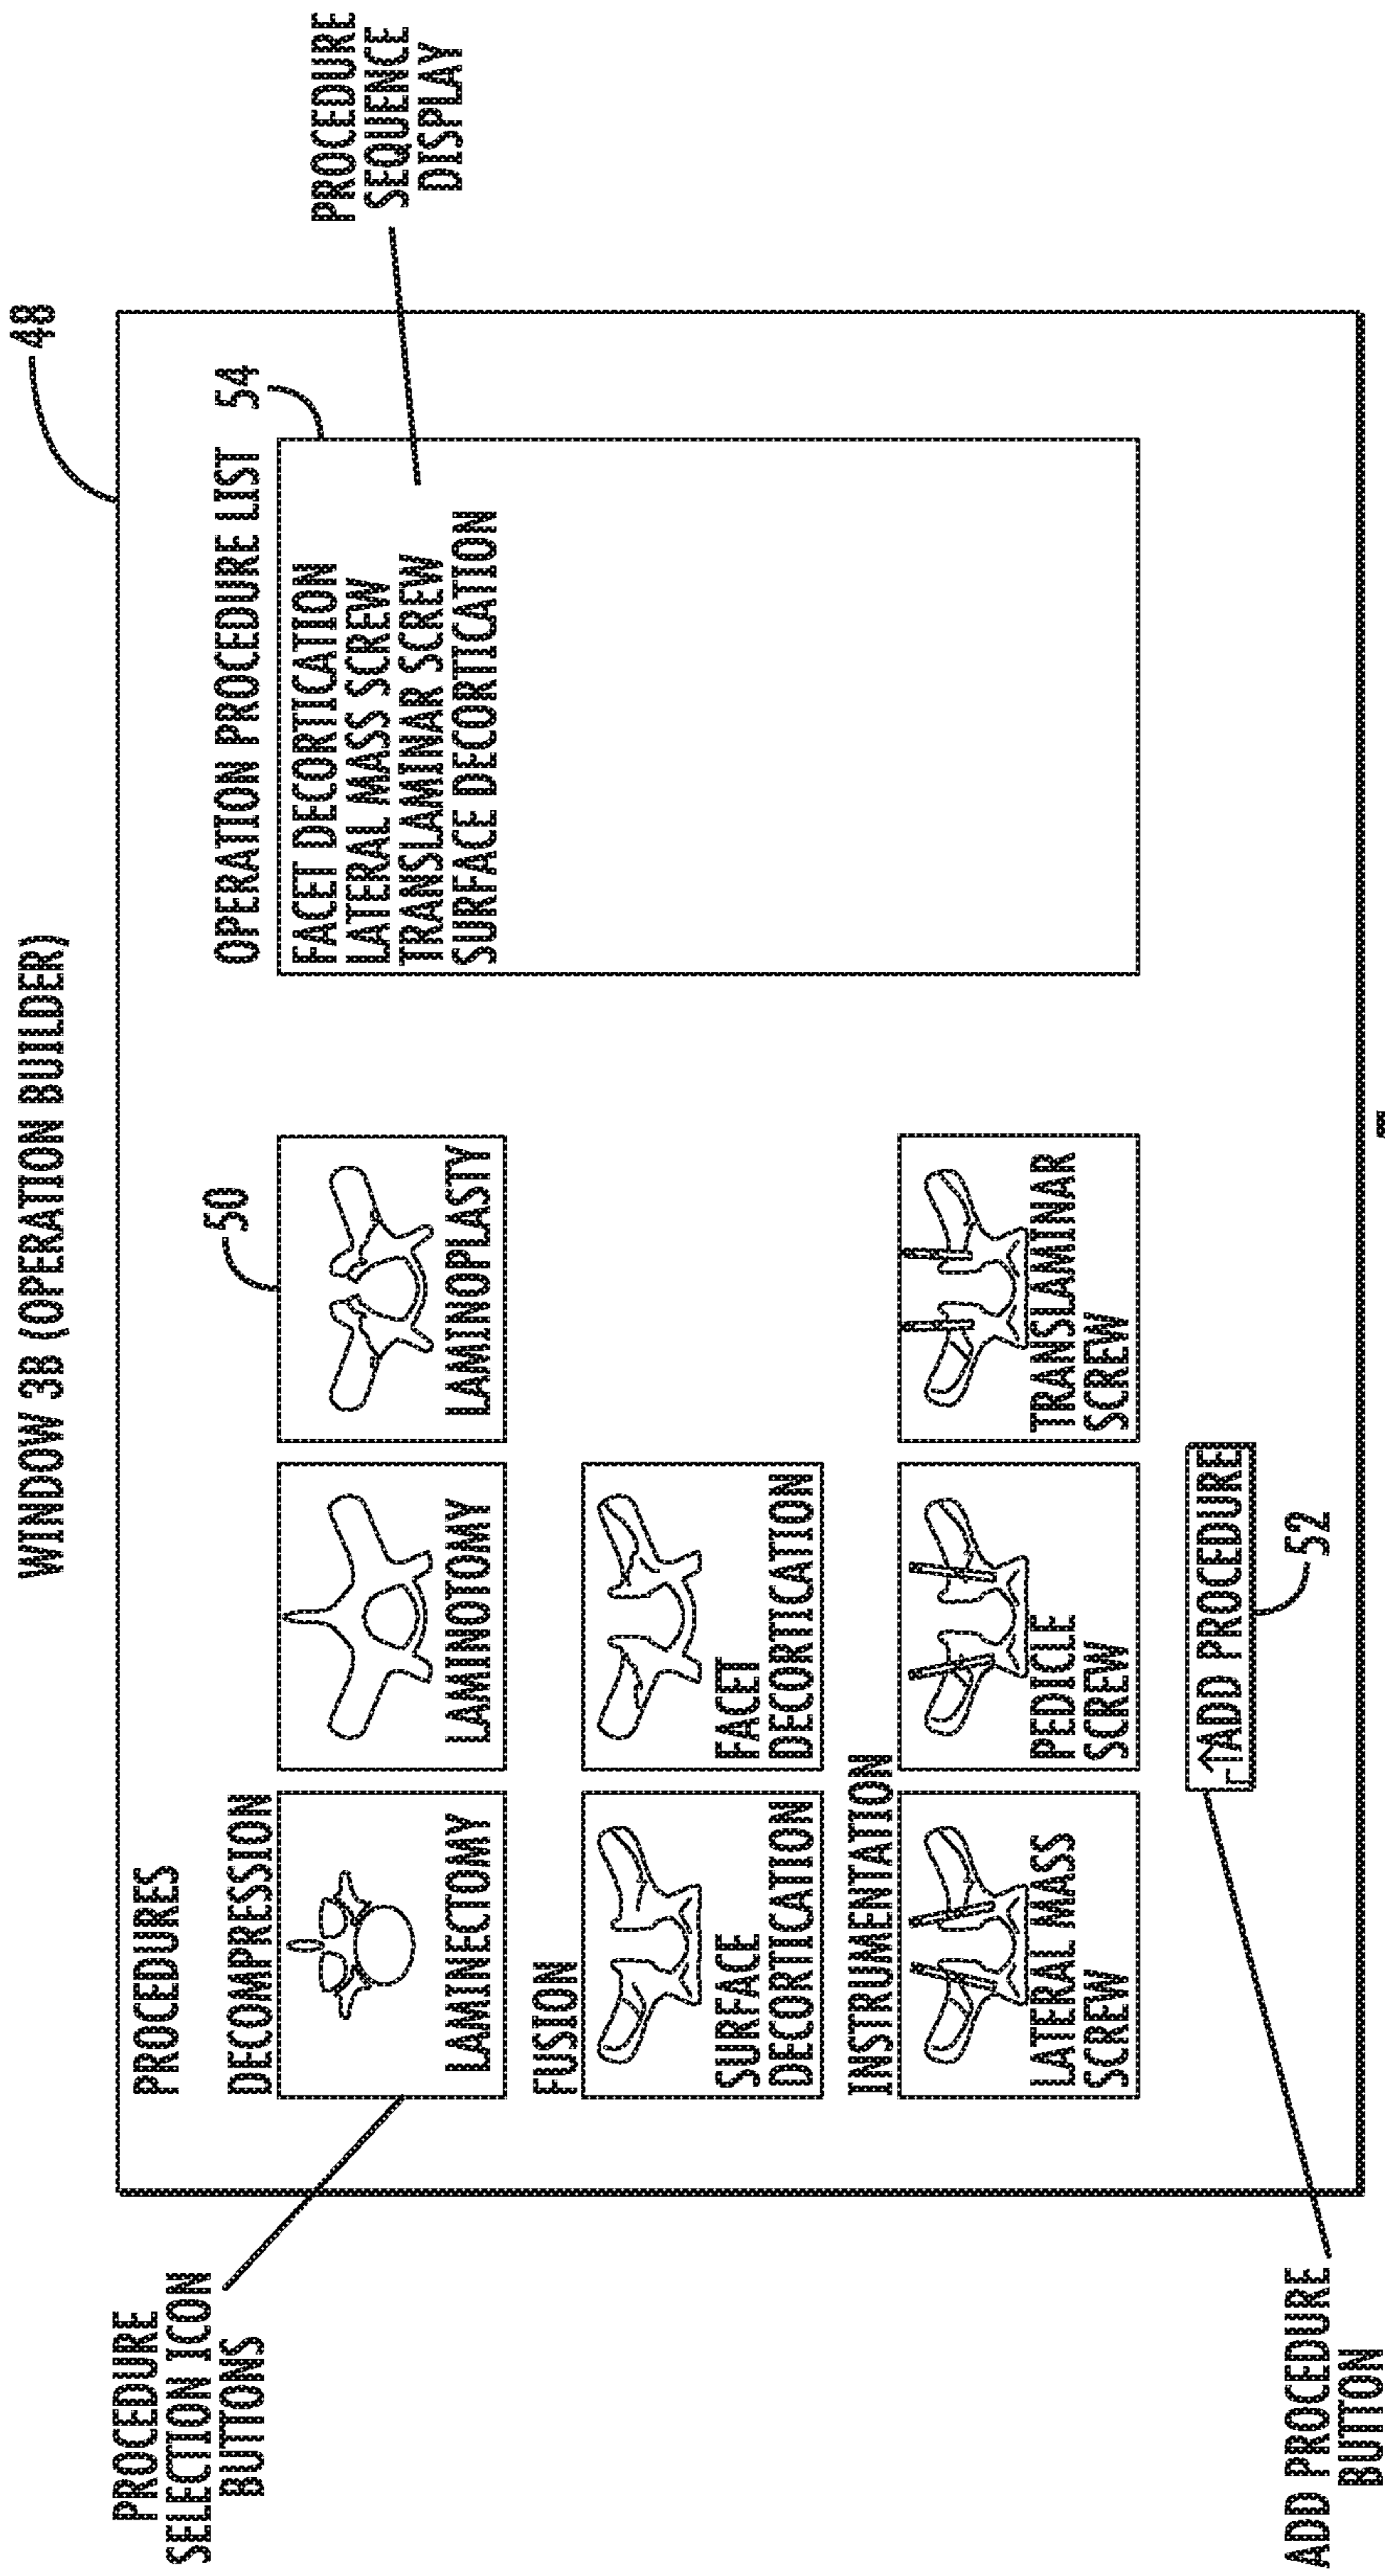 WINDOW 3B (OPERATION BUILDER)
48
PROCEDURE
SELECTION ICON
BUTTONS
PROCEDURES
DECOMPRESSION
50
LAMINECTOMY
LAMINOTOMY
LAMINOPLASTY
FUSION
SURFACE
DECORTICATION
FACET
DECORTICATION
INSTRUMENTATION
LATERAL MASS
SCREW
PEDICLE
SCREW
TRANSLAMINAR
SCREW
ADD PROCEDURE
52
ADD PROCEDURE
BUTTON
OPERATION PROCEDURE LIST
54
FACET DECORTICATION
LATERAL MASS SCREW
TRANSLAMINAR SCREW
SURFACE DECORTICATION
PROCEDURE
SEQUENCE
DISPLAY